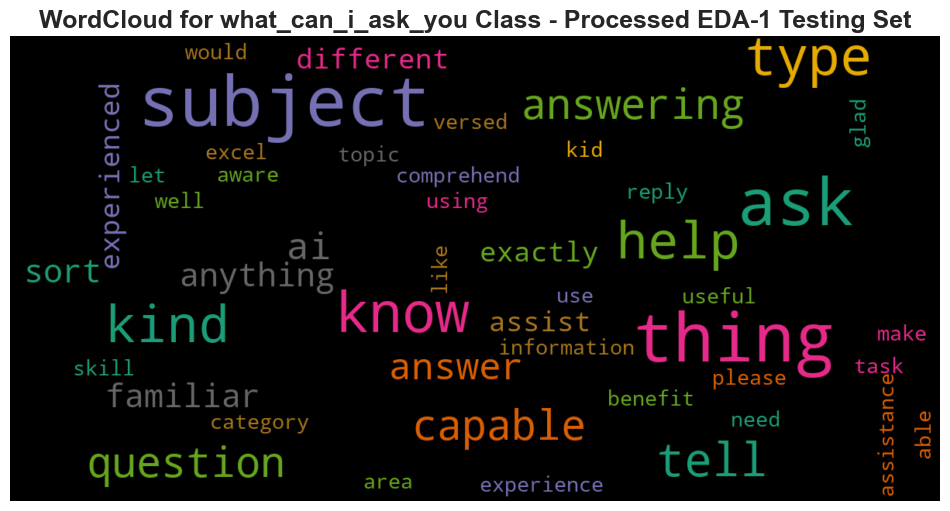 WordCloud for what_can_i_ask_you Class - Processed EDA-1 Testing Set
would
different
type
subject
answering
experienced
versed
glad
excel
topic
kid
let
aware
comprehend
well
using
reply
ask
ai
exactly
help
sort
anything
like
kind
know
use
useful
assist
thing
information
make
skill
answer
task
familiar
please
category
capable
benefit
need
assistance
able
question
tell
area
experience